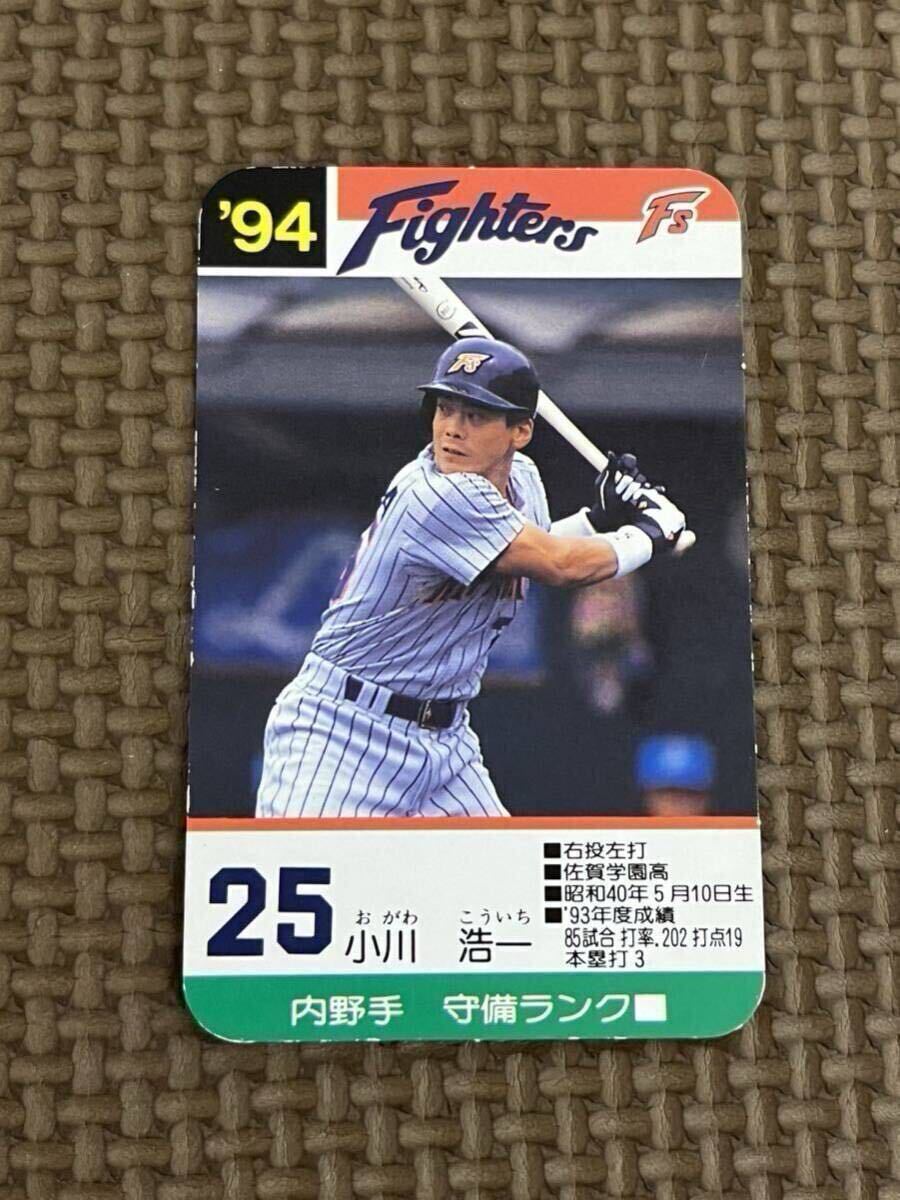 '94
Fighters
Fs
Fs
25
おがわ こういち
小川 浩一
■右投左打
■佐賀学園高
■昭和40年5月10日生
■'93年度成績
85試合 打率.202 打点19
本塁打3
内野手 守備ランク■